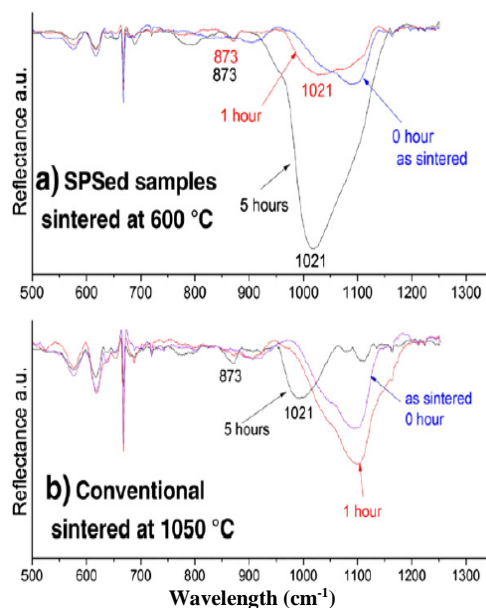 Reflectance a.u.
873
873
1 hour
1021
0 hour
as sintered
5 hours
a) SPSed samples
sintered at 600 °C
1021
500 600 700 800 900 1000 1100 1200 1300
Reflectance a.u.
873
1021
5 hours
as sintered
0 hour
1 hour
b) Conventional
sintered at 1050 °C
500 600 700 800 900 1000 1100 1200 1300
Wavelength (cm⁻¹)